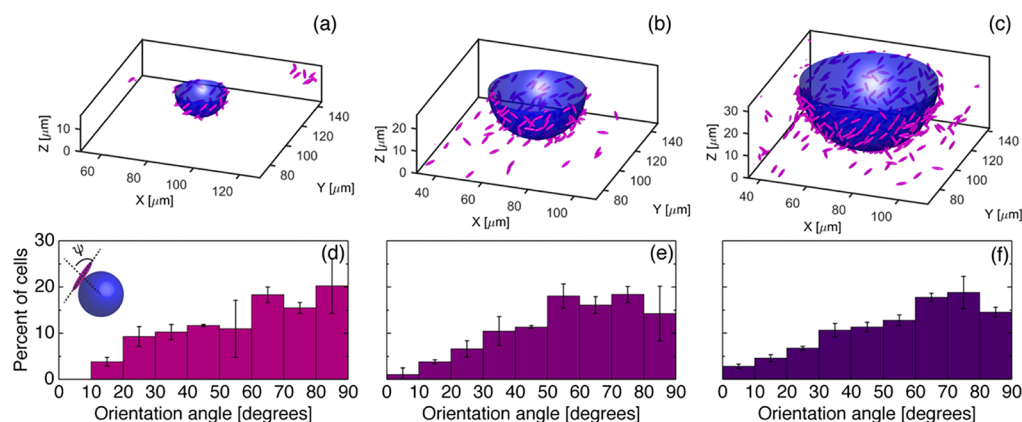 (a)
(b)
(c)
Z [μm]
10
0
60
80
100
120
X [μm]
80
100
120
140
Y [μm]
Z [μm]
20
10
0
40
60
80
100
X [μm]
80
100
120
140
Y [μm]
Z [μm]
30
20
10
0
40
60
80
100
X [μm]
80
100
120
140
Y [μm]
Percent of cells
30
20
10
0
ψ
(d)
(e)
(f)
0 10 20 30 40 50 60 70 80 90
0 10 20 30 40 50 60 70 80 90
0 10 20 30 40 50 60 70 80 90
Orientation angle [degrees]
Orientation angle [degrees]
Orientation angle [degrees]